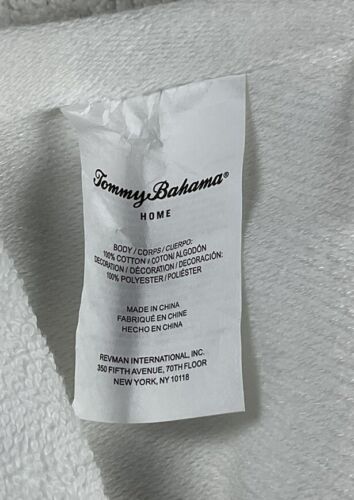 Tommy Bahama®
HOME
BODY / CORPS / CUERPO:
100% COTTON / COTON/ ALGODÓN
DECORATION / DÉCORATION / DECORACIÓN:
100% POLYESTER / POLIÉSTER
MADE IN CHINA
FABRIQUÉ EN CHINE
HECHO EN CHINA
REVMAN INTERNATIONAL, INC.
350 FIFTH AVENUE, 70TH FLOOR
NEW YORK, NY 10118